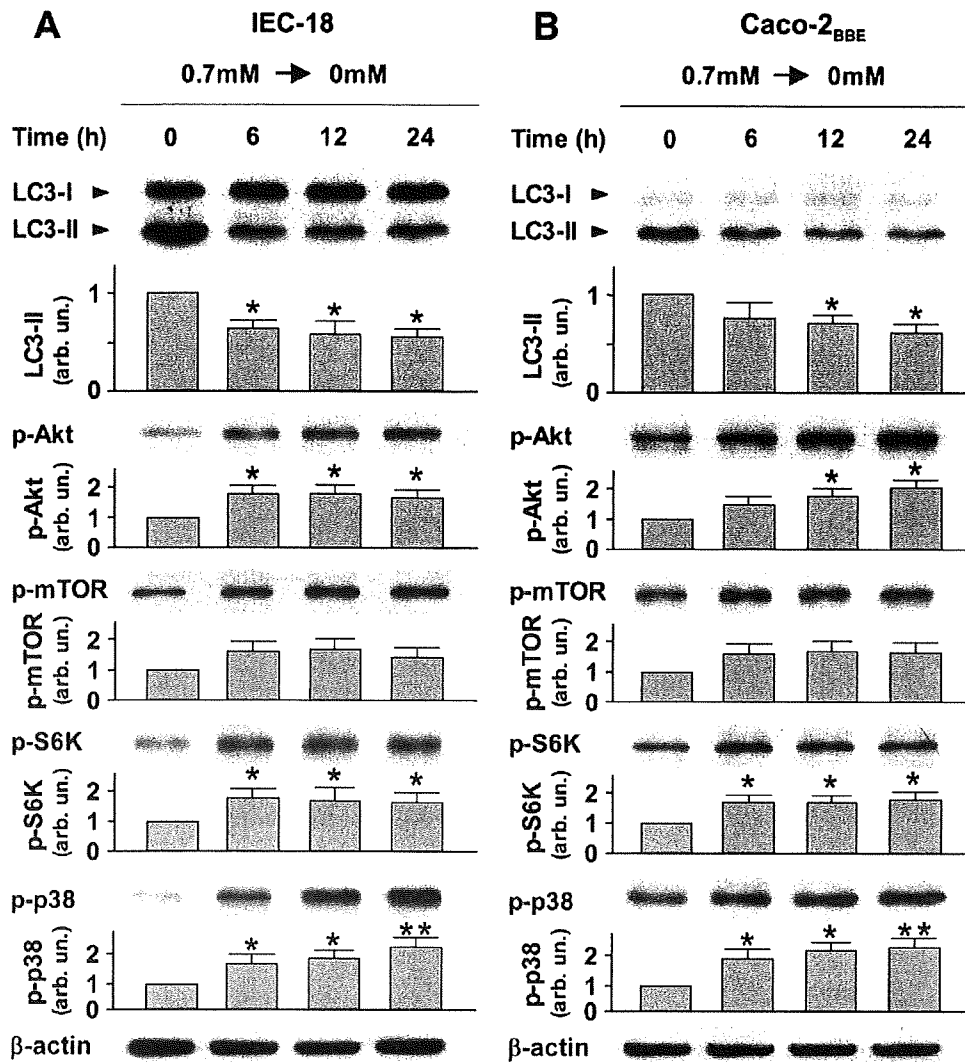 A
IEC-18
0.7mM → 0mM
Time (h) 0 6 12 24
LC3-I
LC3-II
LC3-II
(arb. un.)
1
0
* * *
p-Akt
p-Akt
(arb. un.)
2
1
0
* * *
p-mTOR
p-mTOR
(arb. un.)
2
1
0
p-S6K
p-S6K
(arb. un.)
2
1
0
* * *
p-p38
p-p38
(arb. un.)
2
1
0
* * **
β-actin
B
Caco-2BBE
0.7mM → 0mM
Time (h) 0 6 12 24
LC3-I
LC3-II
LC3-II
(arb. un.)
1
0
* *
p-Akt
p-Akt
(arb. un.)
2
1
0
* *
p-mTOR
p-mTOR
(arb. un.)
2
1
0
p-S6K
p-S6K
(arb. un.)
2
1
0
* * *
p-p38
p-p38
(arb. un.)
2
1
0
* * **
β-actin